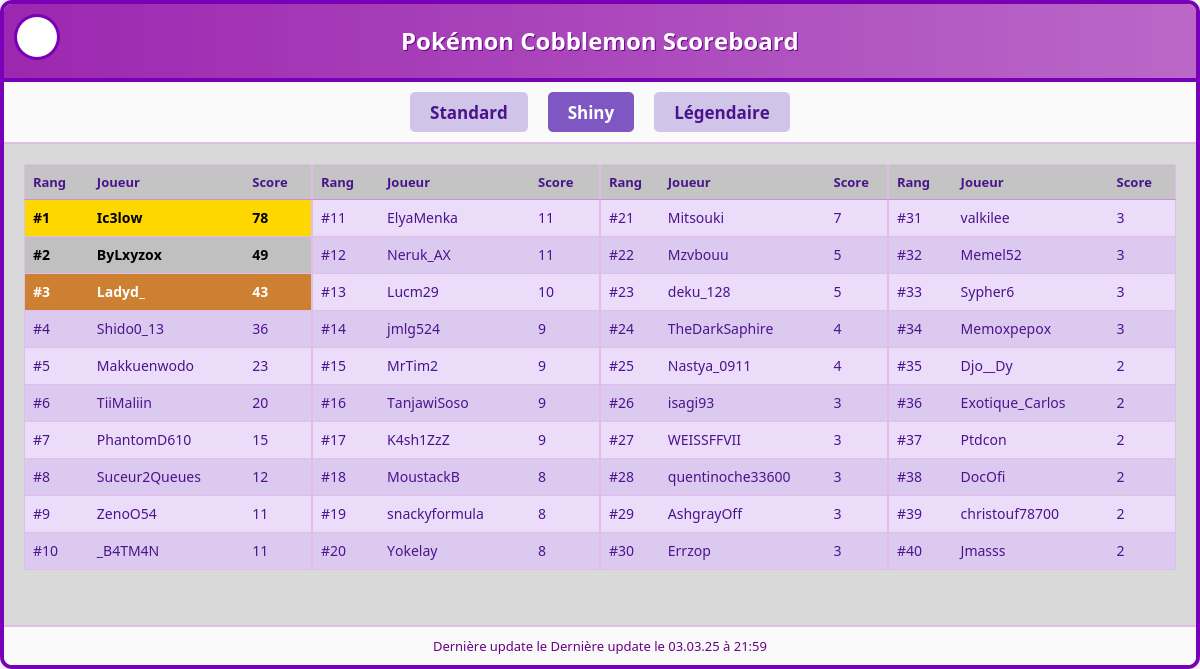 Pokémon Cobblemon Scoreboard
Standard Shiny Légendaire
Rang Joueur Score Rang Joueur Score Rang Joueur Score Rang Joueur Score
#1 Ic3low 78 #11 ElyaMenka 11 #21 Mitsouki 7 #31 valkilee 3
#2 ByLxyzox 49 #12 Neruk_AX 11 #22 Mzvbouu 5 #32 Memel52 3
#3 Ladyd_ 43 #13 Lucm29 10 #23 deku_128 5 #33 Sypher6 3
#4 Shido0_13 36 #14 jmlg524 9 #24 TheDarkSaphire 4 #34 Memoxpepox 3
#5 Makkuenwodo 23 #15 MrTim2 9 #25 Nastya_0911 4 #35 Djo__Dy 2
#6 TiiMaliin 20 #16 TanjawiSoso 9 #26 isagi93 3 #36 Exotique_Carlos 2
#7 PhantomD610 15 #17 K4sh1ZzZ 9 #27 WEISSFFVII 3 #37 Ptdcon 2
#8 Suceur2Queues 12 #18 MoustackB 8 #28 quentinoche33600 3 #38 DocOfi 2
#9 ZenoO54 11 #19 snackyformula 8 #29 AshgrayOff 3 #39 christouf78700 2
#10 _B4TM4N 11 #20 Yokelay 8 #30 Errzop 3 #40 Jmasss 2
Dernière update le Dernière update le 03.03.25 à 21:59